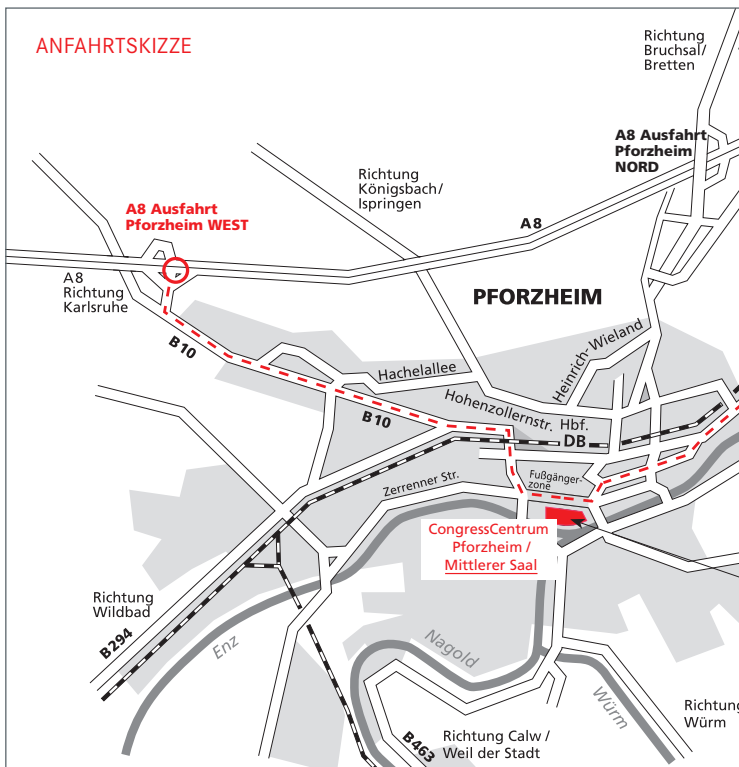 ANFAHRTSKIZZE
Richtung
Bruchsal/
Bretten
A8 Ausfahrt
Pforzheim
NORD
Richtung
Königsbach/
Ispringen
A8 Ausfahrt
Pforzheim WEST
A8
A8
Richtung
Karlsruhe
PFORZHEIM
B10
Hachelallee
Heinrich-Wieland
Hohenzollernstr.
Hbf.
DB
B10
Fußgänger-
zone
Zerrenner Str.
CongressCentrum
Pforzheim /
Mittlerer Saal
Richtung
Wildbad
B294
Enz
Nagold
Würm
Richtung
Würm
B463
Richtung Calw /
Weil der Stadt